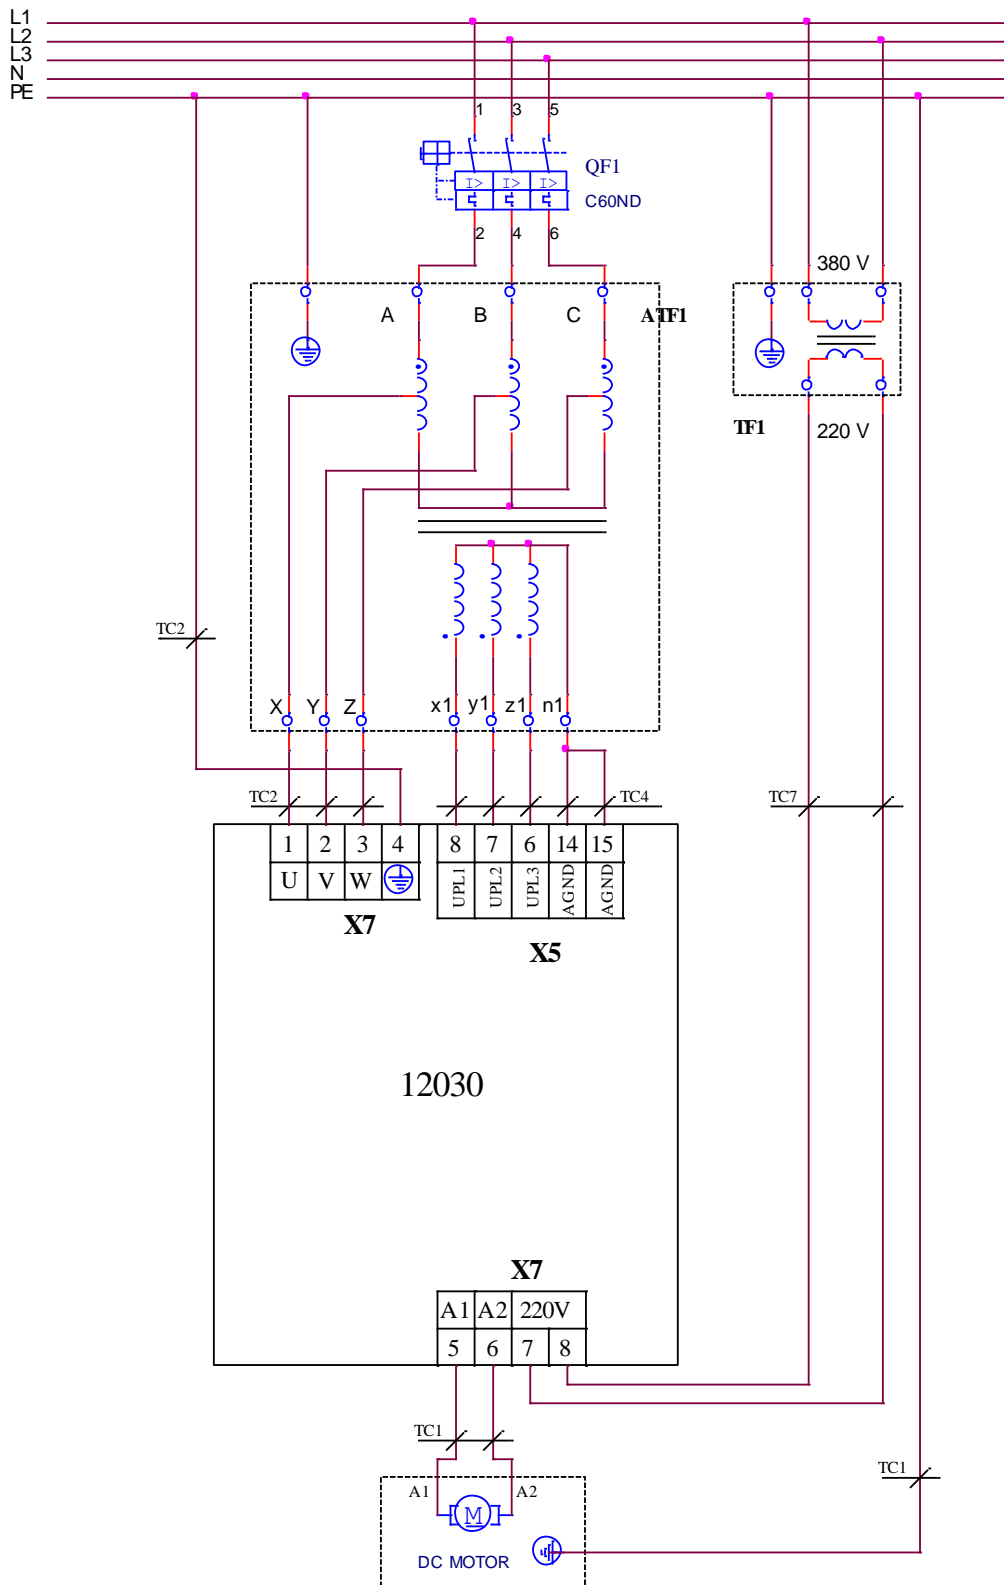 L1
L2
L3
N
PE
1 3 5
QF1
I> I> I>
C60ND
2 4 6
380 V
A B C ATF1
TF1 220 V
TC2
X Y Z x1 y1 z1 n1
TC2 TC4 TC7
1 2 3 4 8 7 6 14 15
U V W UPL1 UPL2 UPL3 AGND AGND
X7 X5
12030
X7
A1 A2 220V
5 6 7 8
TC1
TC1
A1 A2
M
DC MOTOR